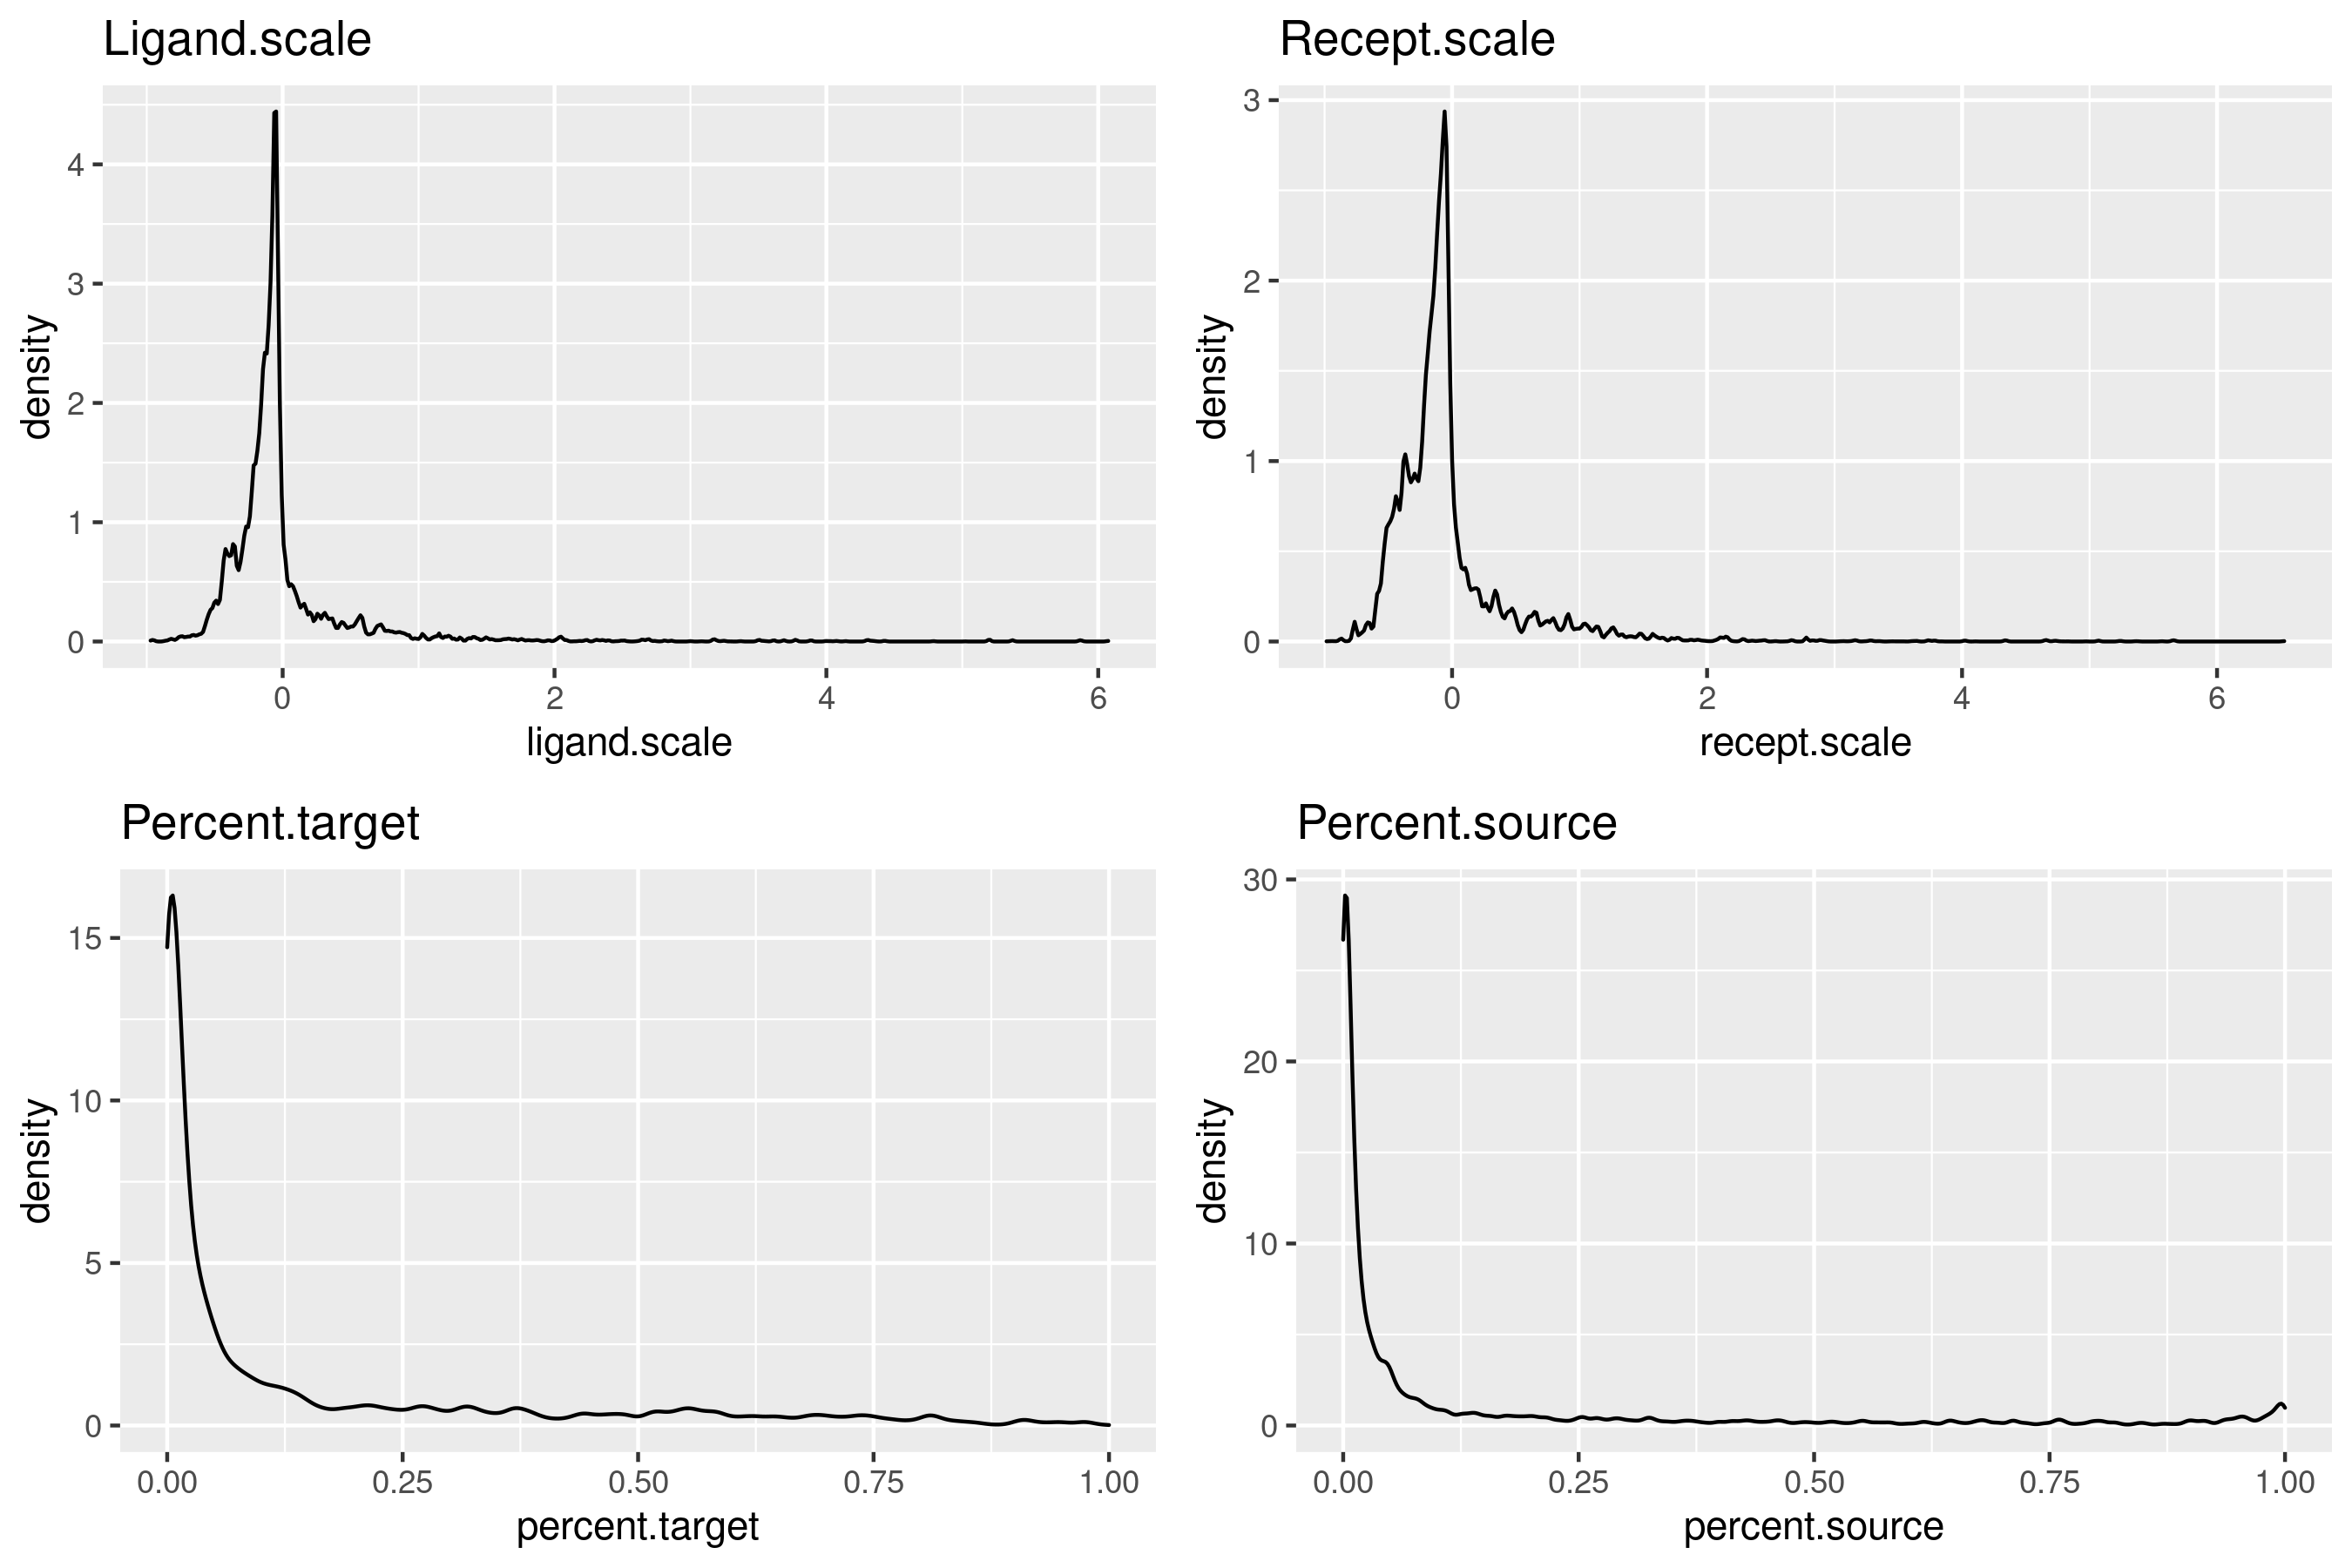 Ligand.scale
density
4
3
2
1
0
0 2 4 6
ligand.scale
Recept.scale
density
3
2
1
0
0 2 4 6
recept.scale
Percent.target
density
15
10
5
0
0.00 0.25 0.50 0.75 1.00
percent.target
Percent.source
density
30
20
10
0
0.00 0.25 0.50 0.75 1.00
percent.source